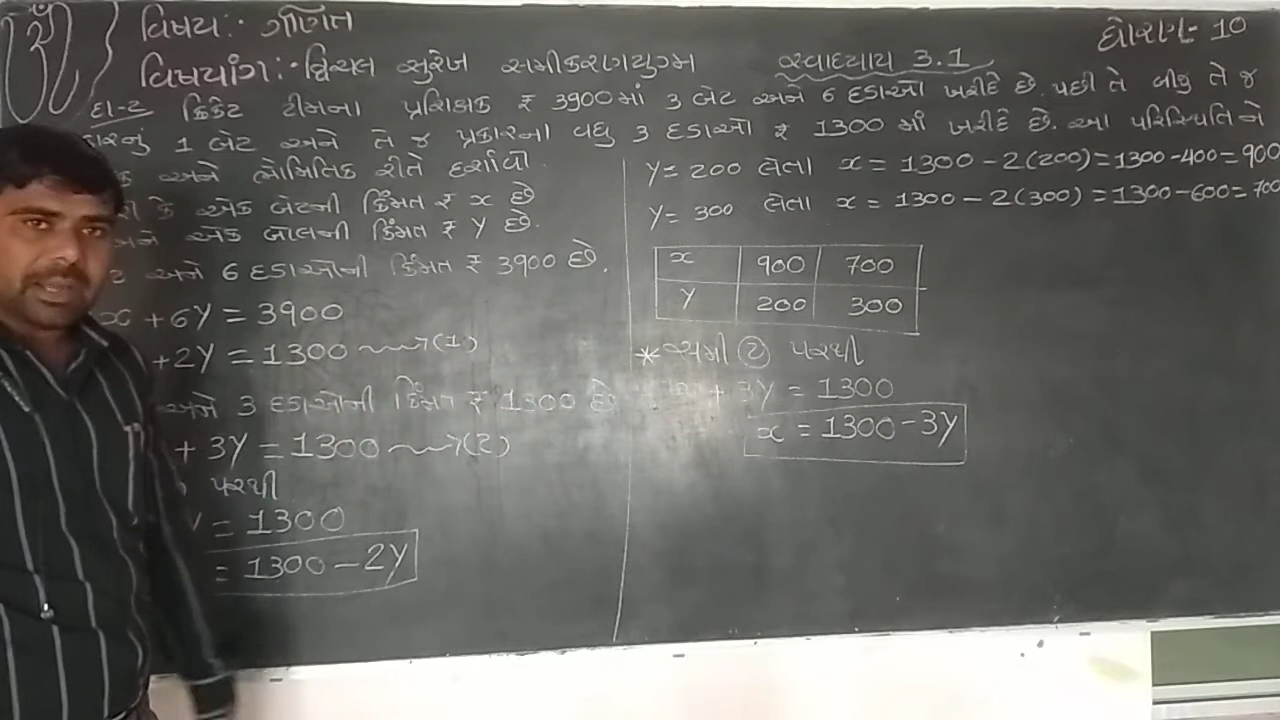 ૐ
વિષય:· ગણિત
ધોરણ- 10
વિષયાંગ:· દ્વિચલ સુરેખ સમીકરણયુગ્મ
સ્વાધ્યાય 3.1
દા-2 ક્રિકેટ ટીમના પ્રશિક્ષક ₹ 3900માં 3 બેટ અને 6 દડાઓ ખરીદે છે. પછી તે બીજુ તે જ
1 બેટ અને તે જ પ્રકારના વધુ 3 દડાઓ ₹ 1300 માં ખરીદે છે. આ પરિસ્થિતિને
અને ભૌમિતિક રીતે દર્શાવો.
કે એક બેટની કિંમત ₹ x છે
અને એક બોલની કિંમત ₹ y છે.
અને 6 દડાઓની કિંમત ₹ 3900 છે.
x + 6y = 3900
+ 2y = 1300 (1)
અને 3 દડાઓની કિંમત ₹ 1300 છે
+ 3y = 1300 (2)
પરથી
y = 1300
= 1300 - 2y
y = 200 લેતા x = 1300 - 2(200) = 1300 - 400 = 900
y = 300 લેતા x = 1300 - 2(300) = 1300 - 600 = 700
x 900 700
y 200 300
* સમી (2) પરથી
x + 3y = 1300
x = 1300 - 3y